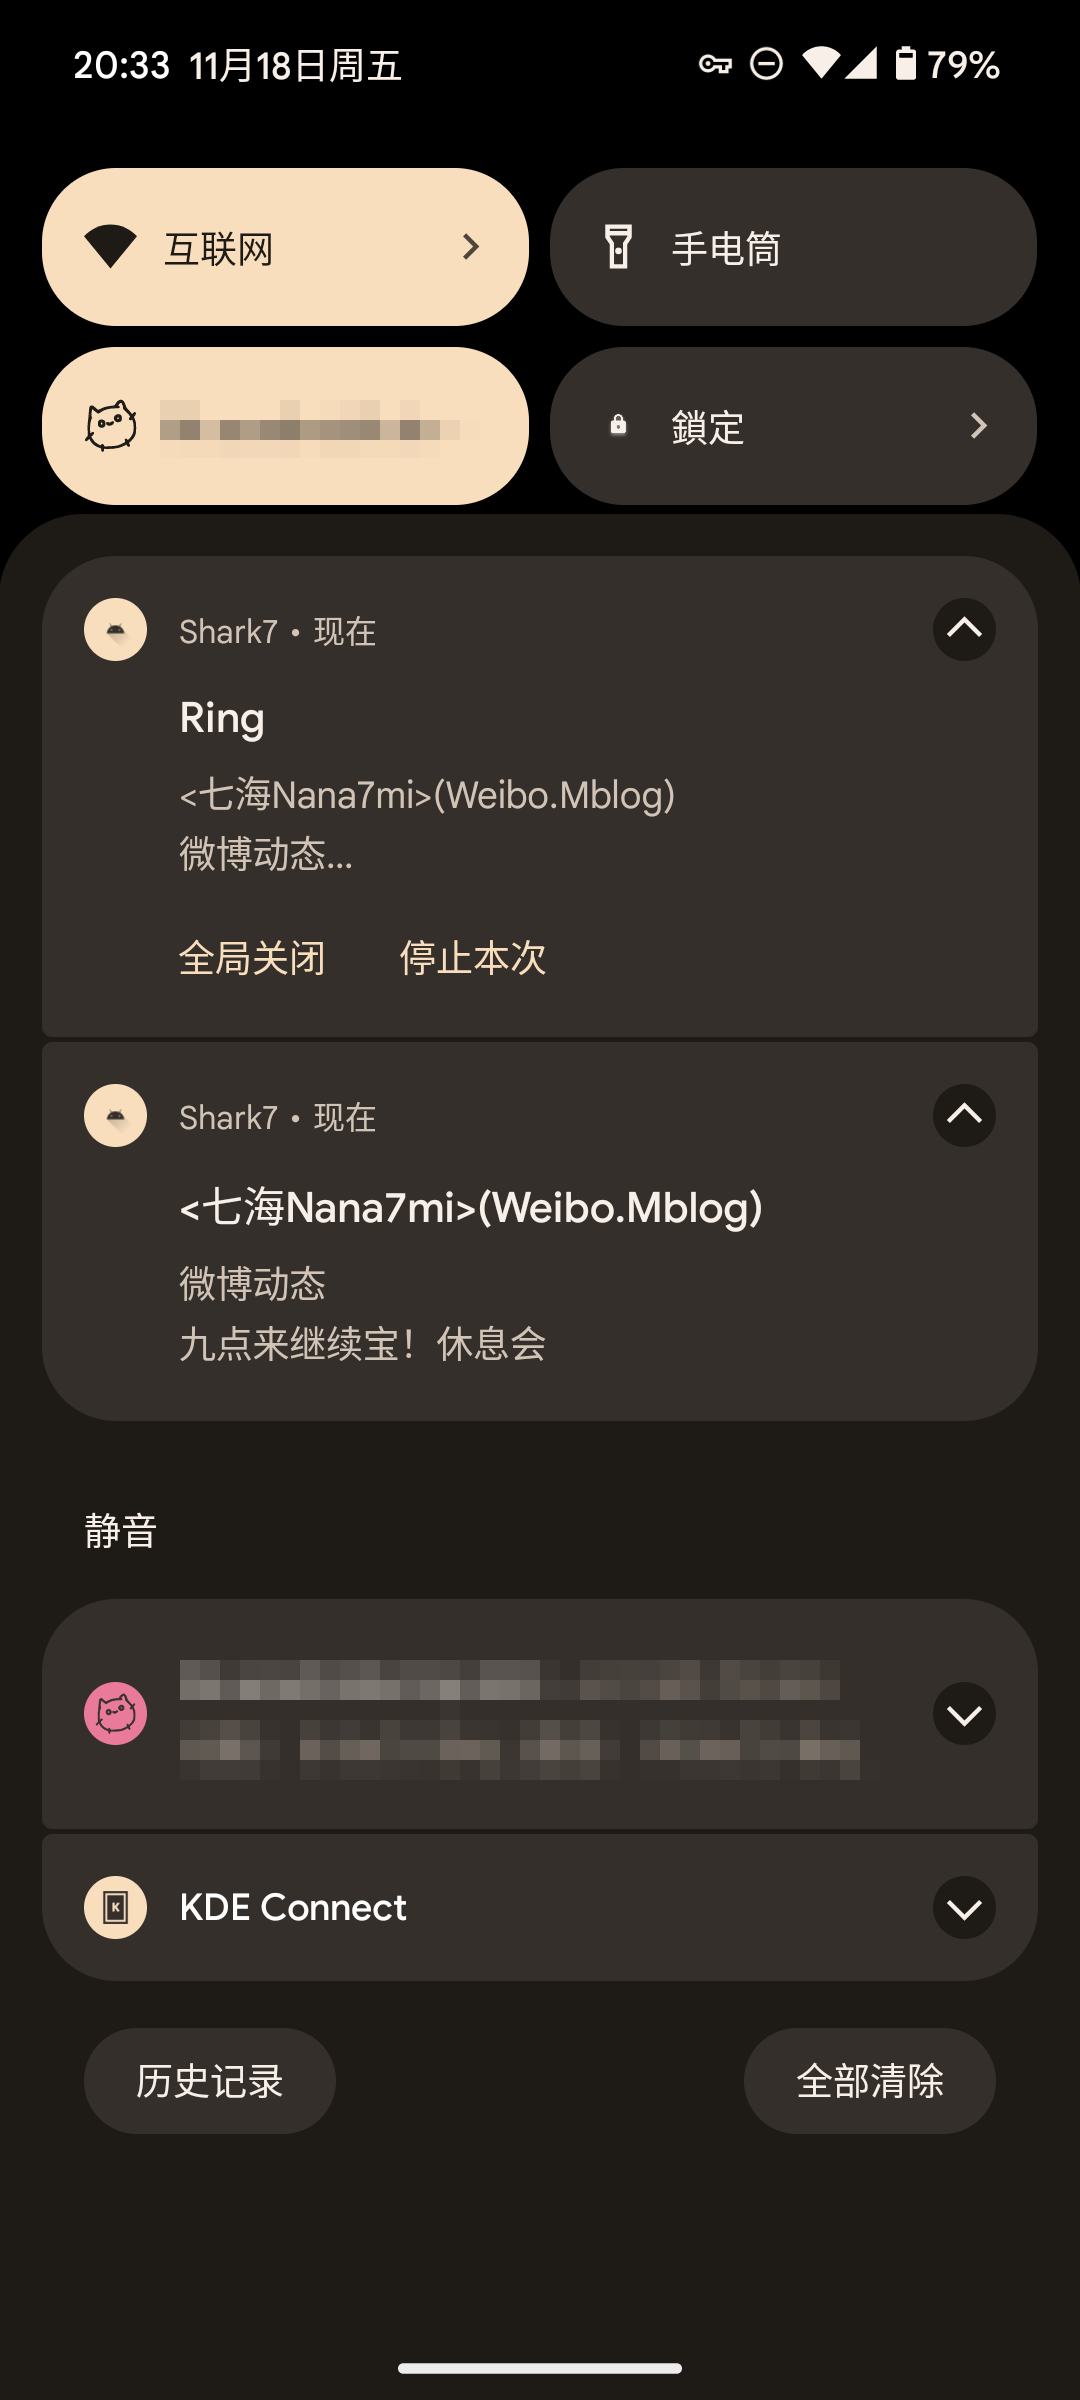 20:33 11月18日周五
79%
互联网
手电筒
鎖定
Shark7 • 现在
Ring
<七海Nana7mi>(Weibo.Mblog)
微博动态...
全局关闭 停止本次
Shark7 • 现在
<七海Nana7mi>(Weibo.Mblog)
微博动态
九点来继续宝！休息会
静音
K
KDE Connect
历史记录
全部清除